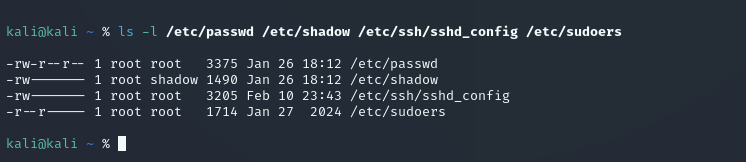 kali@kali ~ % ls -l /etc/passwd /etc/shadow /etc/ssh/sshd_config /etc/sudoers
-rw-r--r-- 1 root root   3375 Jan 26 18:12 /etc/passwd
-rw------- 1 root shadow 1490 Jan 26 18:12 /etc/shadow
-rw------- 1 root root   3205 Feb 10 23:43 /etc/ssh/sshd_config
-r--r----- 1 root root   1714 Jan 27  2024 /etc/sudoers
kali@kali ~ %